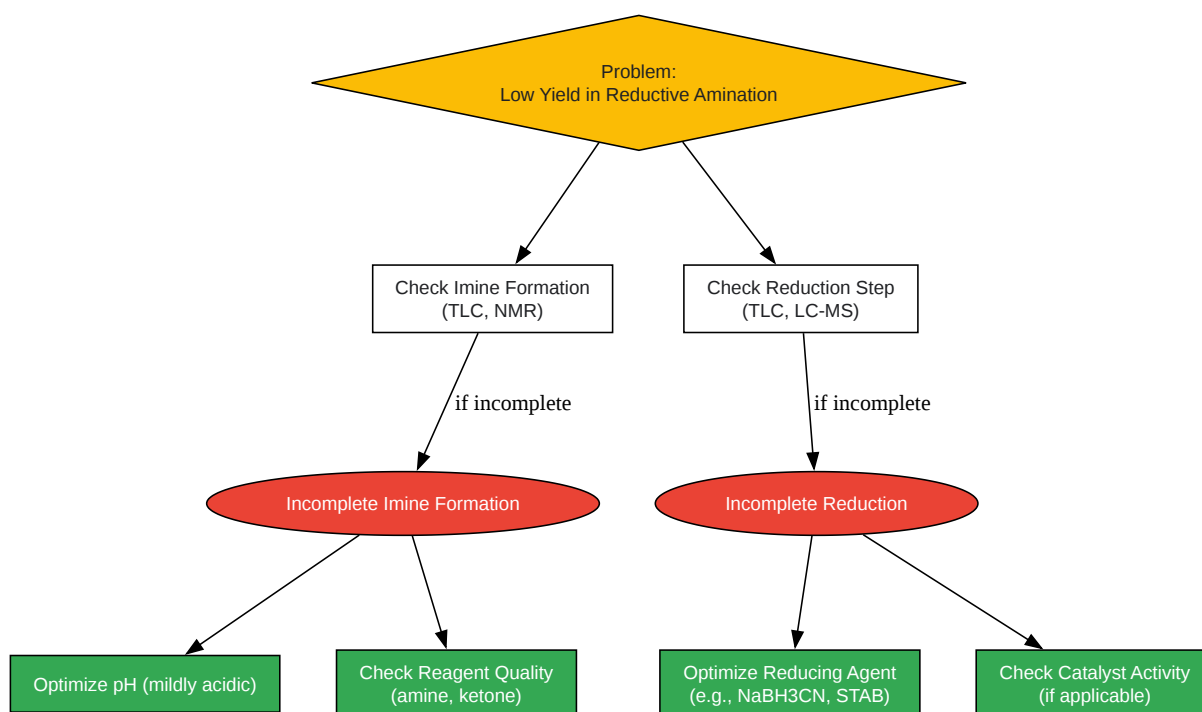 Problem:
Low Yield in Reductive Amination
Check Imine Formation
(TLC, NMR)
Check Reduction Step
(TLC, LC-MS)
if incomplete
if incomplete
Incomplete Imine Formation
Incomplete Reduction
Optimize pH (mildly acidic)
Check Reagent Quality
(amine, ketone)
Optimize Reducing Agent
(e.g., NaBH3CN, STAB)
Check Catalyst Activity
(if applicable)